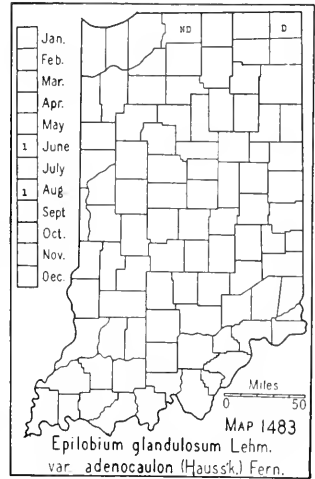 ND D
Jan.
Feb.
Mar.
Apr.
May
1 June
July
1 Aug.
Sept
Oct.
Nov.
Dec.
Miles
0 50
MAP 1483
Epilobium glandulosum Lehm.
var. adenocaulon (Hauss'k.) Fern.